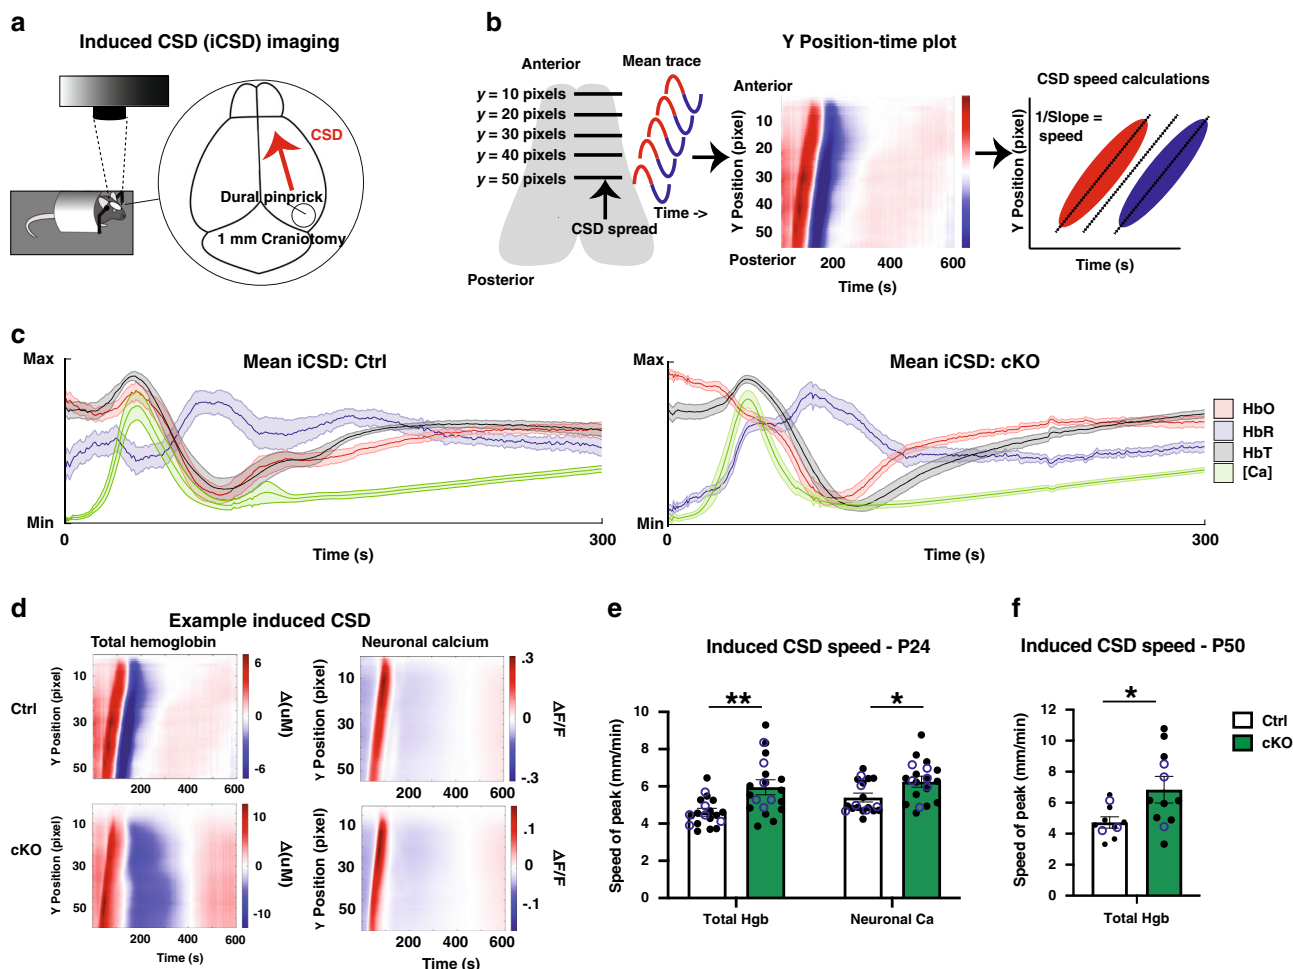 a
Induced CSD (iCSD) imaging
CSD
Dural pinprick
1 mm Craniotomy
b
Y Position-time plot
Anterior
y = 10 pixels
y = 20 pixels
y = 30 pixels
y = 40 pixels
y = 50 pixels
CSD spread
Posterior
Mean trace
Time ->
Anterior
Y Position (pixel)
10
20
30
40
50
Posterior
200
400
600
Time (s)
CSD speed calculations
1/Slope =
speed
Y Position (pixel)
Time (s)
c
Mean iCSD: Ctrl
Max
Min
0
300
Time (s)
Mean iCSD: cKO
Max
Min
0
300
Time (s)
HbO
HbR
HbT
[Ca]
d
Example induced CSD
Total hemoglobin
Neuronal calcium
Ctrl
Y Position (pixel)
10
30
50
200
400
600
6
0
-6
Δ(uM)
Y Position (pixel)
10
30
50
200
400
600
.3
0
-.3
ΔF/F
cKO
Y Position (pixel)
10
30
50
200
400
600
Time (s)
10
0
-10
Δ(uM)
Y Position (pixel)
10
30
50
200
400
600
Time (s)
.1
0
-.1
ΔF/F
e
Induced CSD speed - P24
Speed of peak (mm/min)
10
8
6
4
2
0
**
*
Total Hgb
Neuronal Ca
f
Induced CSD speed - P50
Speed of peak (mm/min)
12
10
8
6
4
2
0
*
Total Hgb
Ctrl
cKO